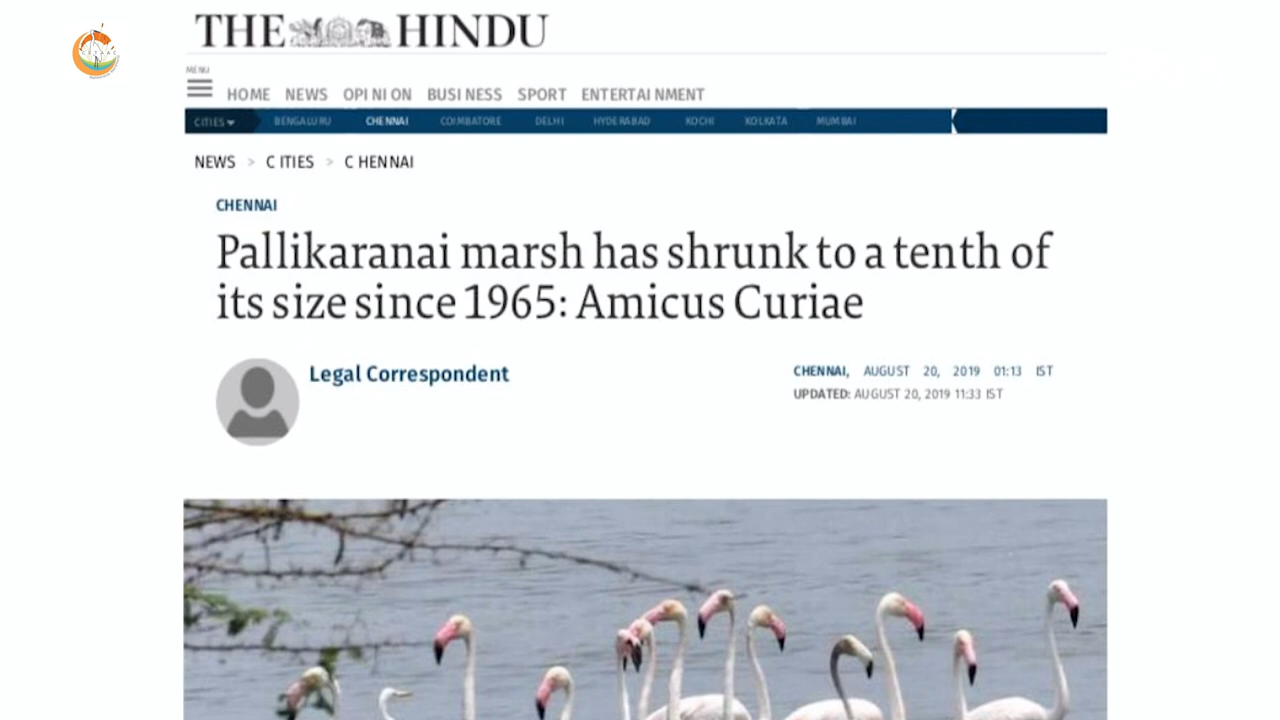 THE HINDU
MENU
HOME NEWS OPINION BUSINESS SPORT ENTERTAINMENT
CITIES BENGALURU CHENNAI COIMBATORE DELHI HYDERABAD KOCHI KOLKATA MUMBAI
NEWS > CITIES > CHENNAI
CHENNAI
Pallikaranai marsh has shrunk to a tenth of
its size since 1965: Amicus Curiae
Legal Correspondent
CHENNAI, AUGUST 20, 2019 01:13 IST
UPDATED: AUGUST 20, 2019 11:33 IST